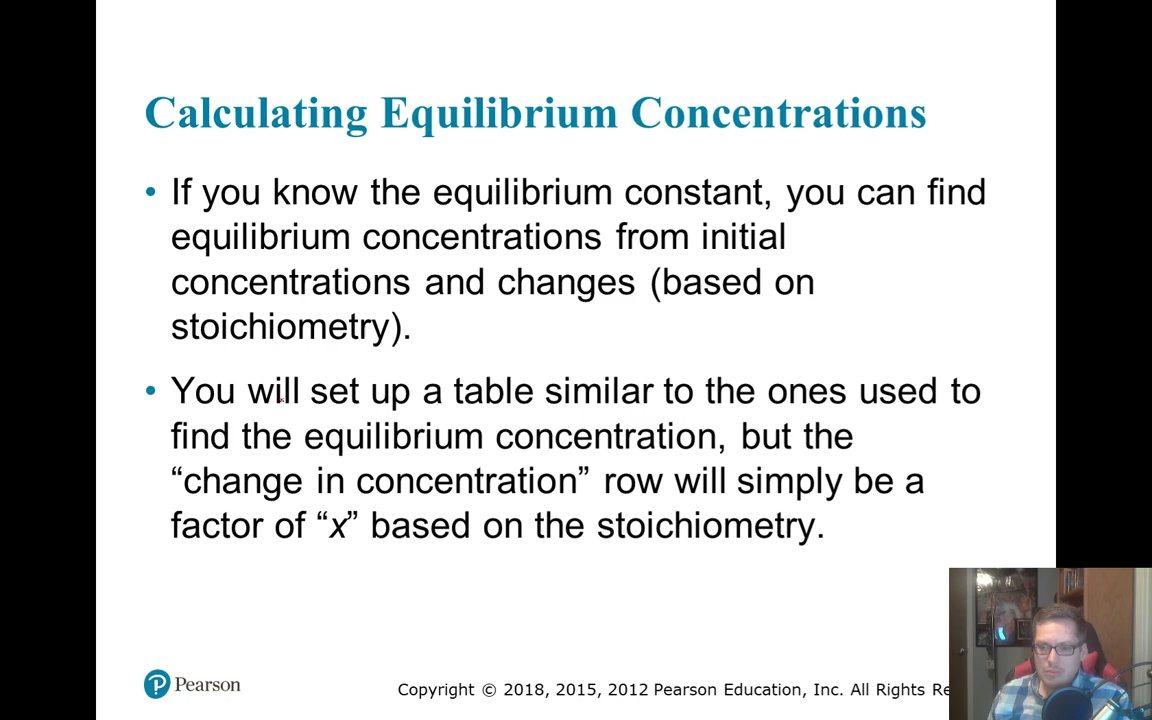 Calculating Equilibrium Concentrations
• If you know the equilibrium constant, you can find
equilibrium concentrations from initial
concentrations and changes (based on
stoichiometry).
• You will set up a table similar to the ones used to
find the equilibrium concentration, but the
“change in concentration” row will simply be a
factor of “x” based on the stoichiometry.
P Pearson
Copyright © 2018, 2015, 2012 Pearson Education, Inc. All Rights